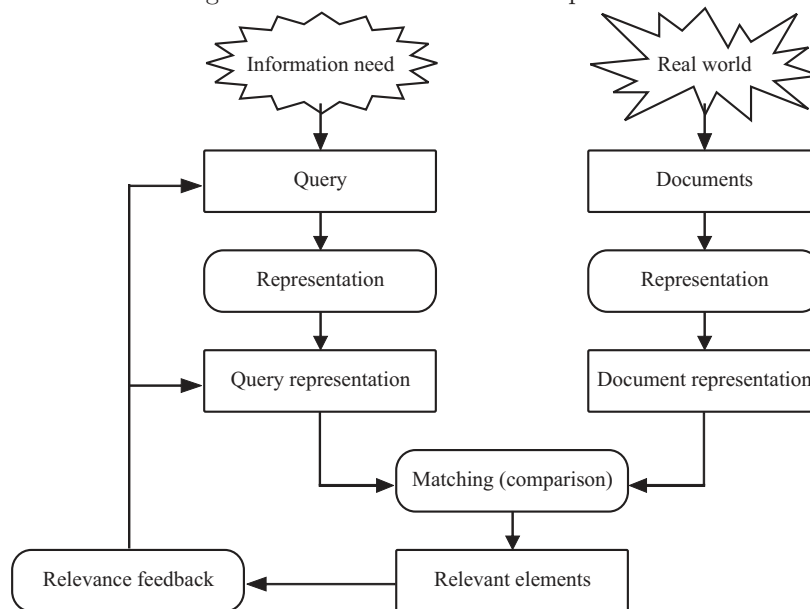 Information need
Real world
Query
Documents
Representation
Representation
Query representation
Document representation
Matching (comparison)
Relevance feedback
Relevant elements